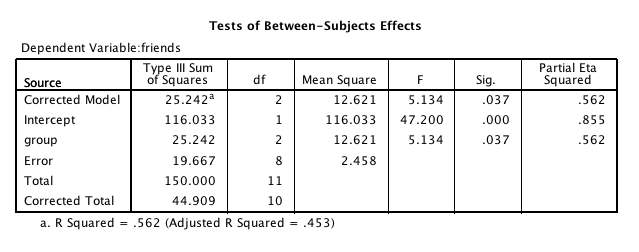 Tests of Between-Subjects Effects
Dependent Variable:friends
Source Type III Sum of Squares df Mean Square F Sig. Partial Eta Squared
Corrected Model 25.242a 2 12.621 5.134 .037 .562
Intercept 116.033 1 116.033 47.200 .000 .855
group 25.242 2 12.621 5.134 .037 .562
Error 19.667 8 2.458
Total 150.000 11
Corrected Total 44.909 10
a. R Squared = .562 (Adjusted R Squared = .453)